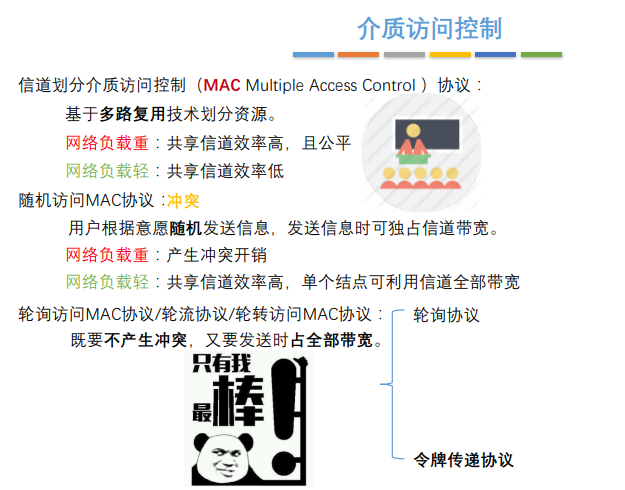 介质访问控制
信道划分介质访问控制（MAC Multiple Access Control ）协议：
基于多路复用技术划分资源。
网络负载重：共享信道效率高，且公平
网络负载轻：共享信道效率低
随机访问MAC协议：冲突
用户根据意愿随机发送信息，发送信息时可独占信道带宽。
网络负载重：产生冲突开销
网络负载轻：共享信道效率高，单个结点可利用信道全部带宽
轮询访问MAC协议/轮流协议/轮转访问MAC协议：
轮询协议
既要不产生冲突，又要发送时占全部带宽。
只有我
最棒！
令牌传递协议